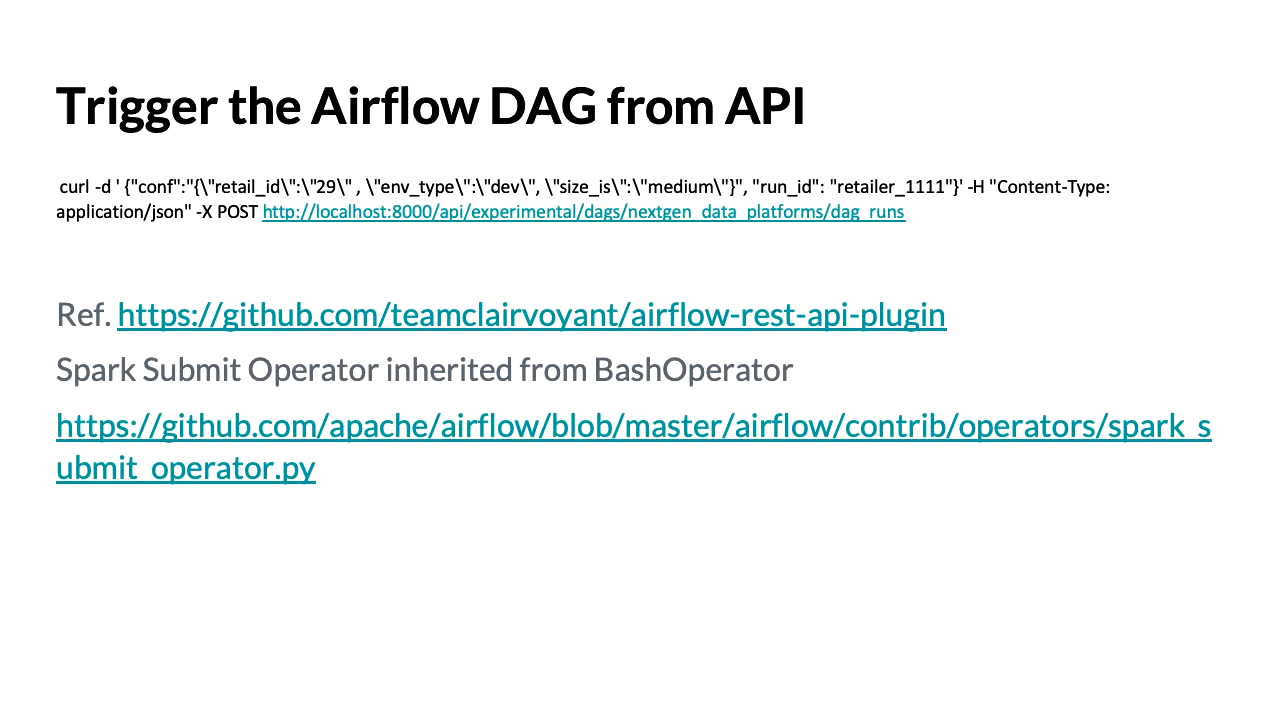 Trigger the Airflow DAG from API
curl -d ' {"conf":"{\"retail_id\":\"29\" , \"env_type\":\"dev\", \"size_is\":\"medium\"}", "run_id": "retailer_1111"}' -H "Content-Type:
application/json" -X POST http://localhost:8000/api/experimental/dags/nextgen_data_platforms/dag_runs
Ref. https://github.com/teamclairvoyant/airflow-rest-api-plugin
Spark Submit Operator inherited from BashOperator
https://github.com/apache/airflow/blob/master/airflow/contrib/operators/spark_s
ubmit_operator.py